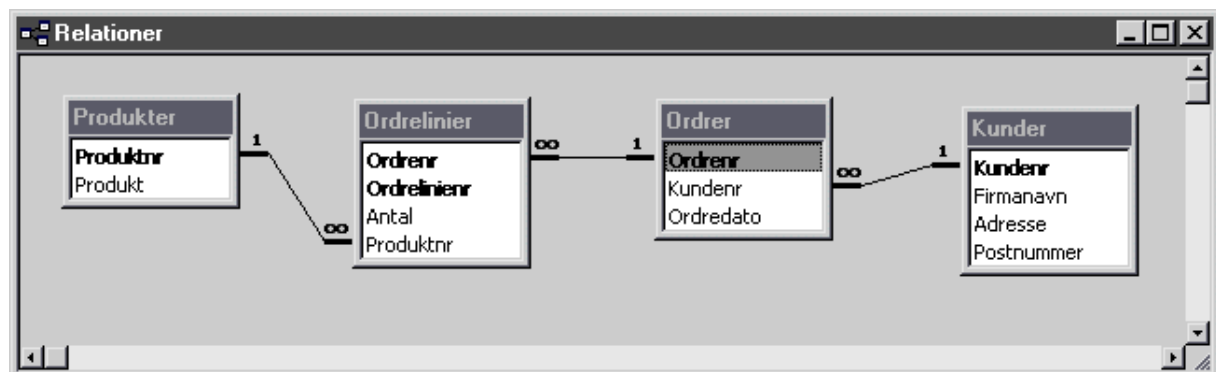 Relationer
Produkter
Produktnr
Produkt
1
∞
Ordrelinier
Ordrenr
Ordrelinienr
Antal
Produktnr
∞
1
Ordrer
Ordrenr
Kundenr
Ordredato
∞
1
Kunder
Kundenr
Firmanavn
Adresse
Postnummer